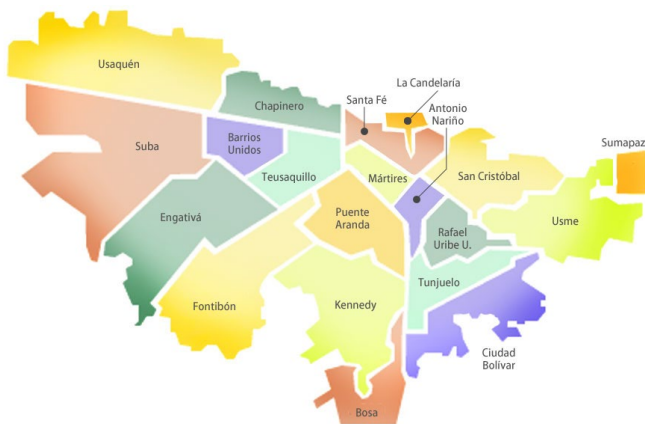 Usaquén
La Candelaría
Santa Fé
Antonio
Nariño
Chapinero
Suba
Barrios
Unidos
Sumapaz
Teusaquillo
Mártires
San Cristóbal
Engativá
Puente
Aranda
Usme
Rafael
Uribe U.
Fontibón
Kennedy
Tunjuelo
Ciudad
Bolívar
Bosa